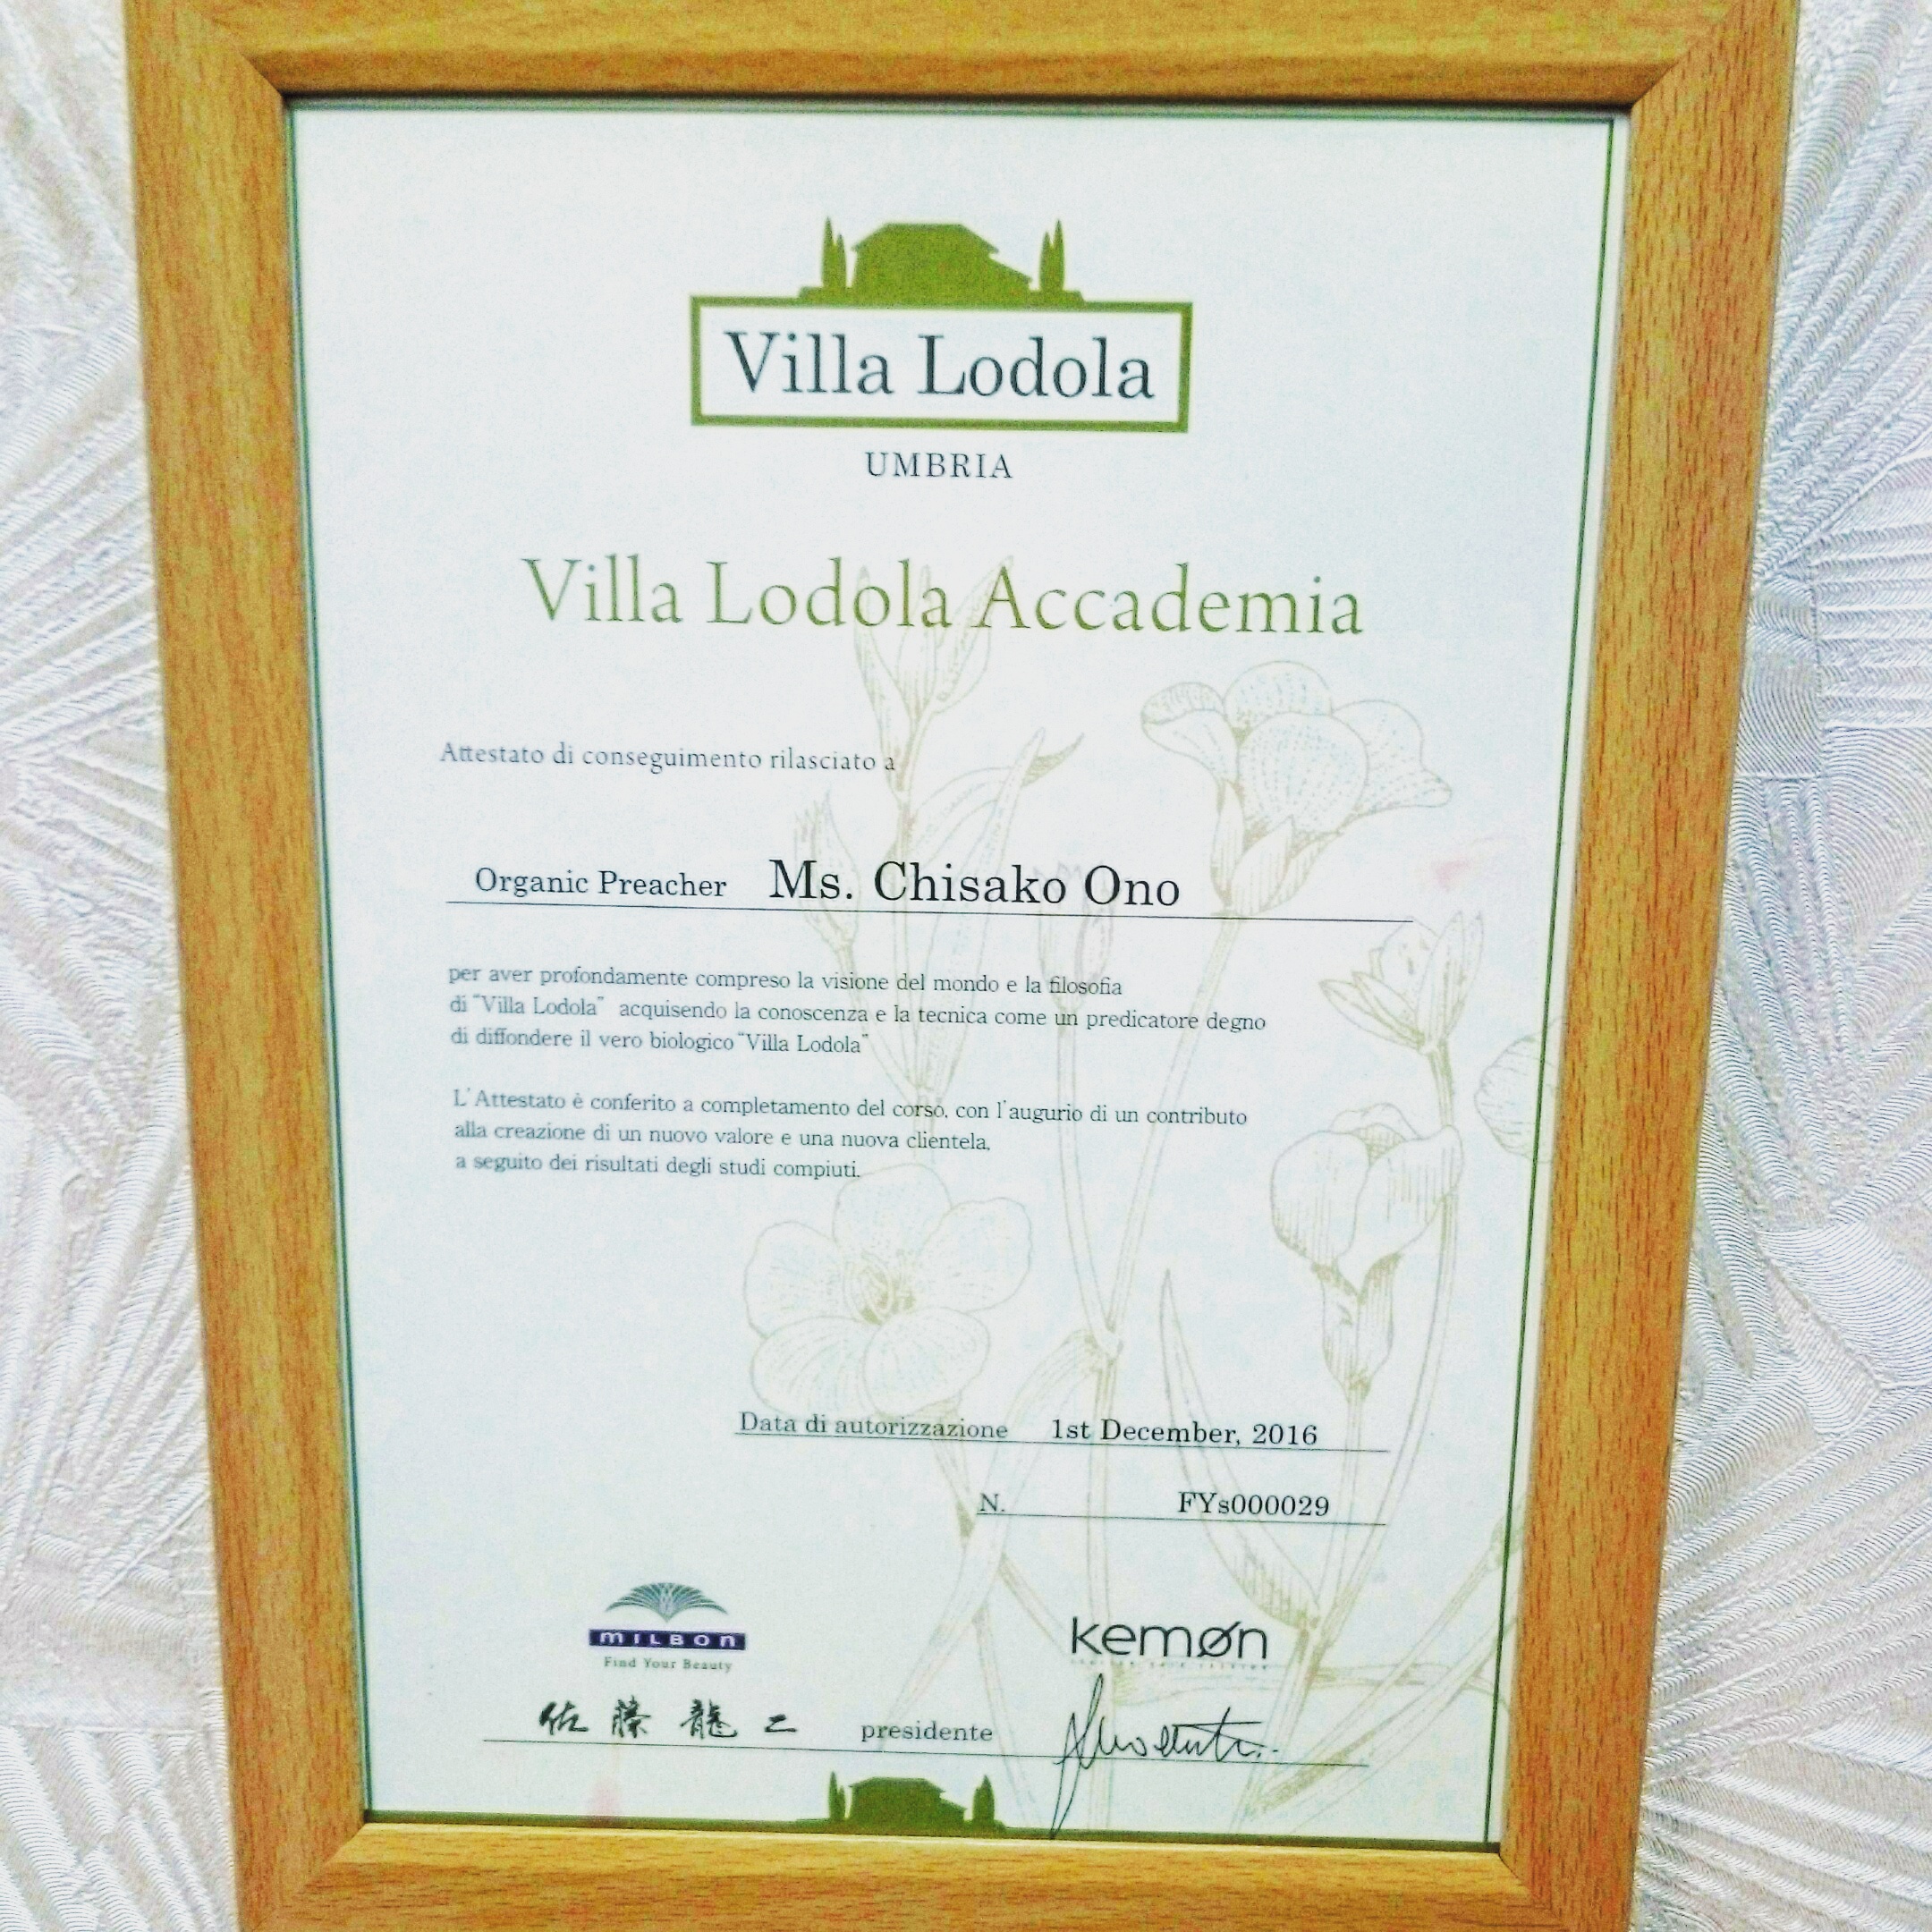 Villa Lodola
UMBRIA
Villa Lodola Accademia
Attestato di conseguimento rilasciato a
Organic Preacher Ms. Chisako Ono
per aver profondamente compreso la visione del mondo e la filosofia
di "Villa Lodola" acquisendo la conoscenza e la tecnica come un predicatore degno
di diffondere il vero biologico "Villa Lodola"
L'Attestato è conferito a completamento del corso, con l'augurio di un contributo
alla creazione di un nuovo valore e una nuova clientela,
a seguito dei risultati degli studi compiuti.
Data di autorizzazione 1st December, 2016
N. FYs000029
MILBON
Find Your Beauty
kemøn
佐藤龍二 presidente